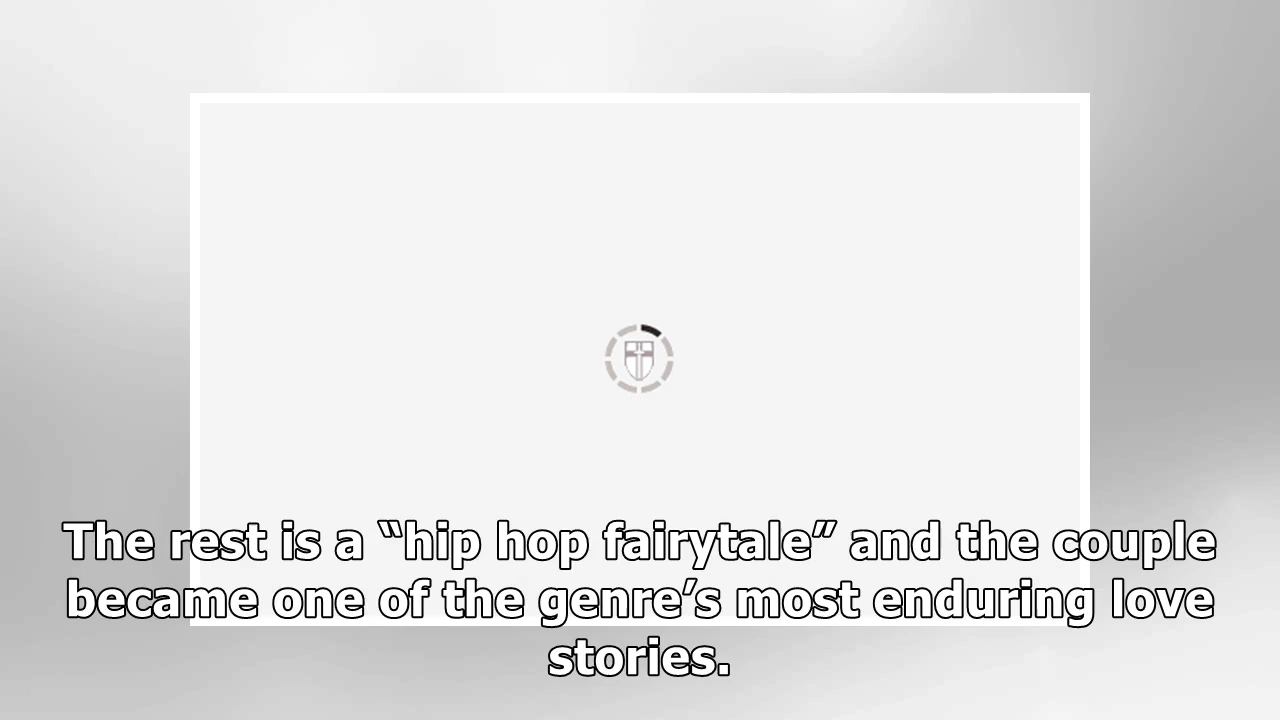 The rest is a “hip hop fairytale” and the couple
became one of the genre’s most enduring love
stories.